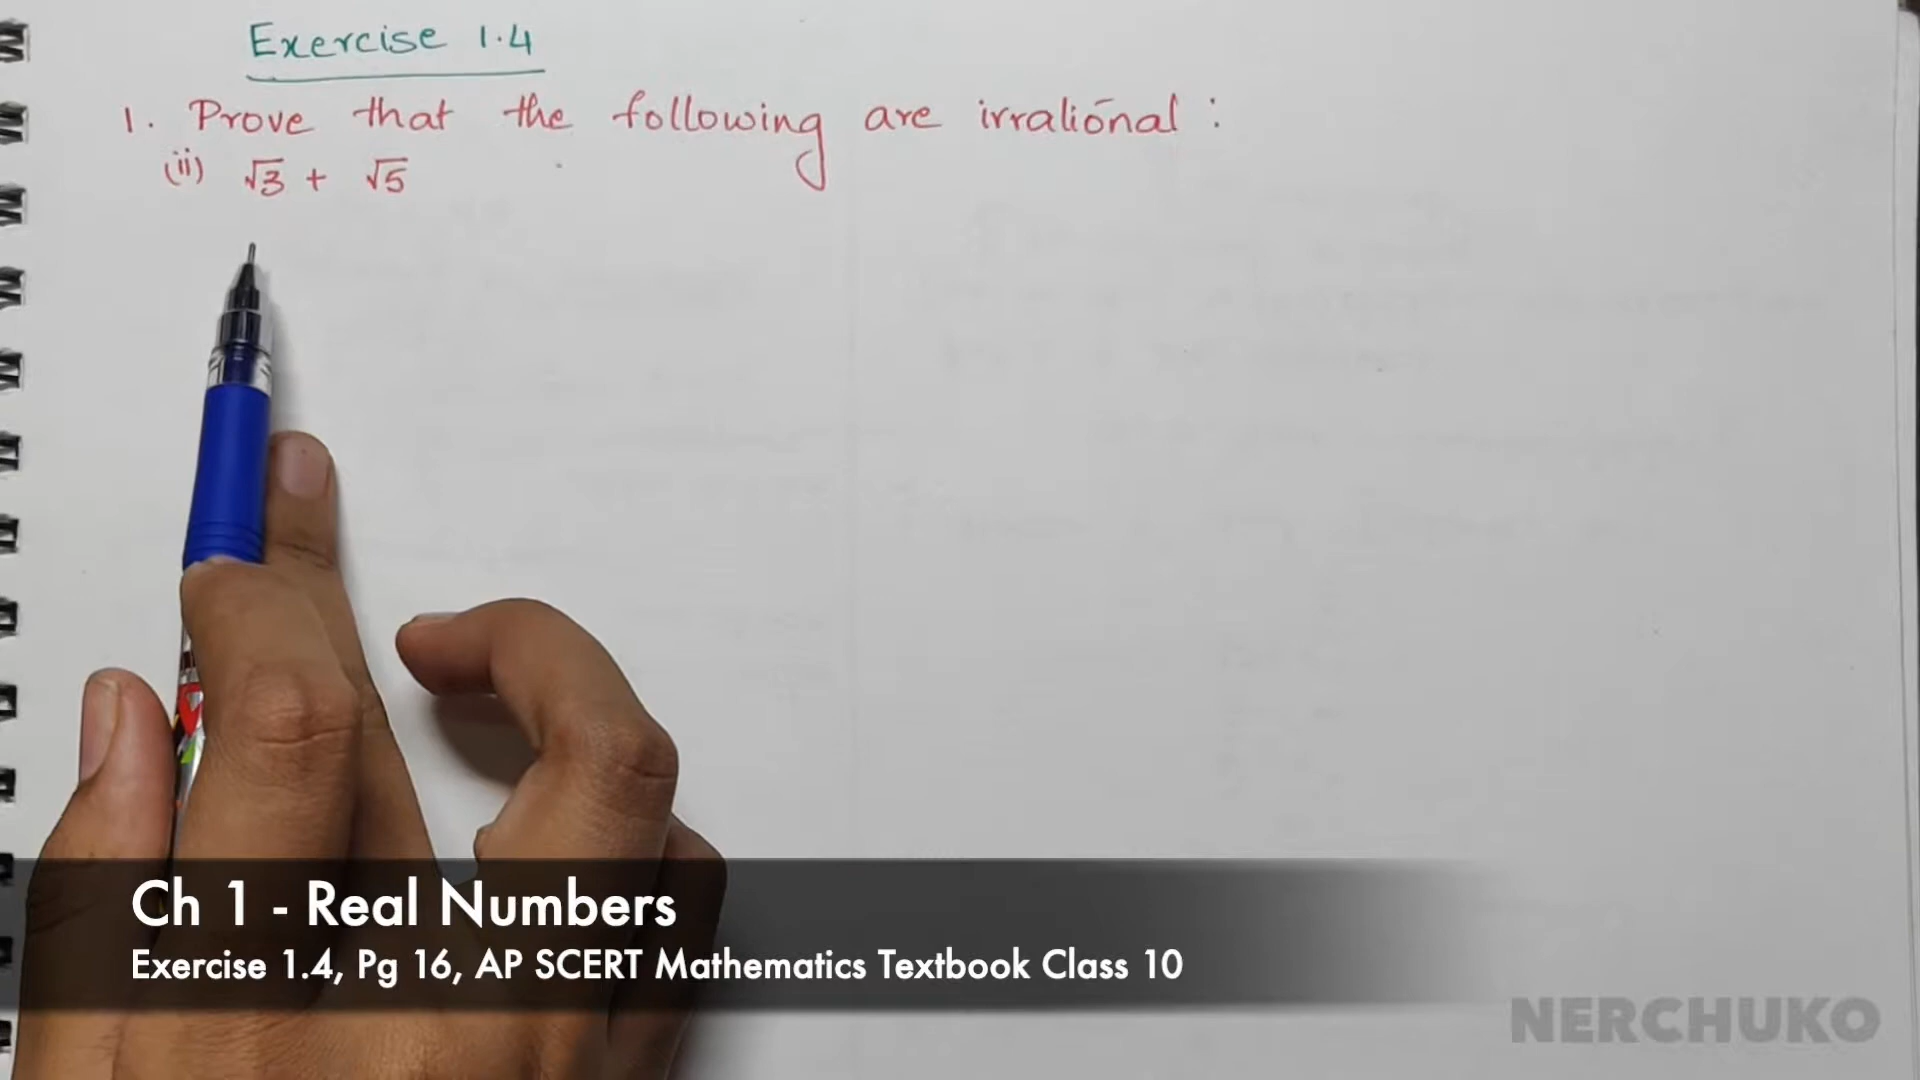 Exercise 1.4
1. Prove that the following are irrational :
(ii) √3 + √5
Ch 1 - Real Numbers
Exercise 1.4, Pg 16, AP SCERT Mathematics Textbook Class 10
NERCHUKO